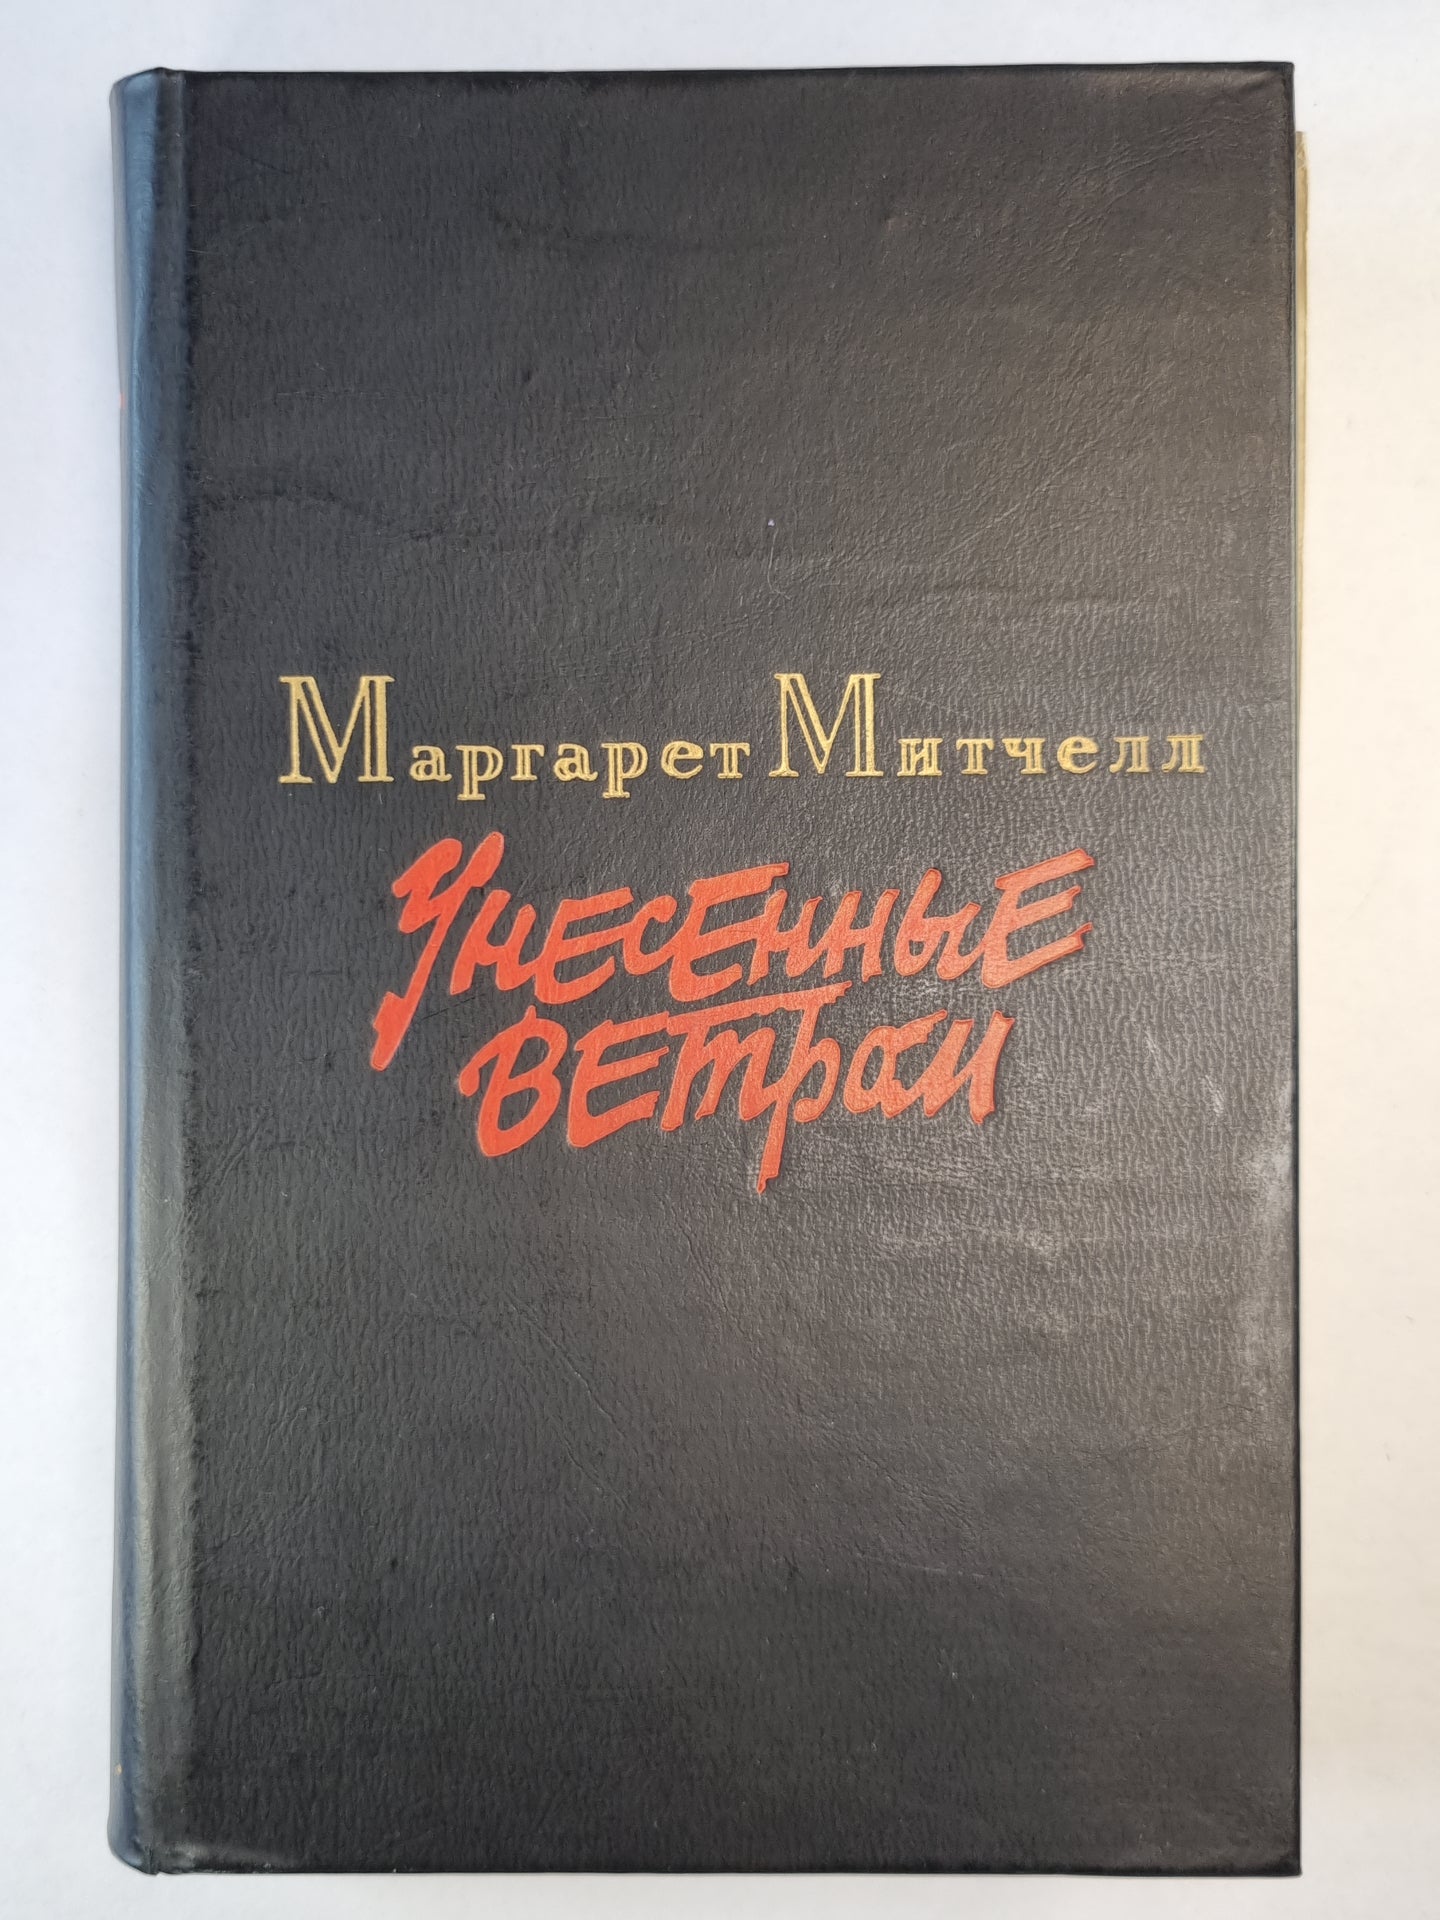 Маргарет Митчелл
Унесенные
ветром